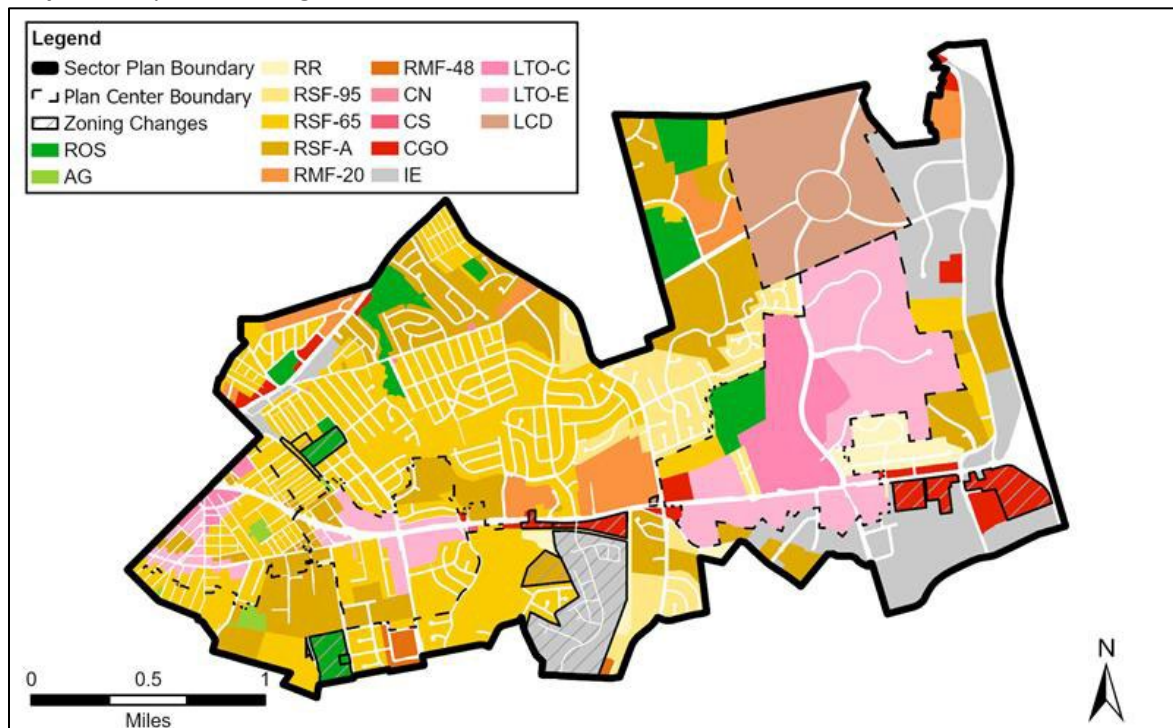 Legend
Sector Plan Boundary
Plan Center Boundary
Zoning Changes
ROS
AG
RR
RSF-95
RSF-65
RSF-A
RMF-20
RMF-48
CN
CS
CGO
IE
LTO-C
LTO-E
LCD
0 0.5 1
Miles
N